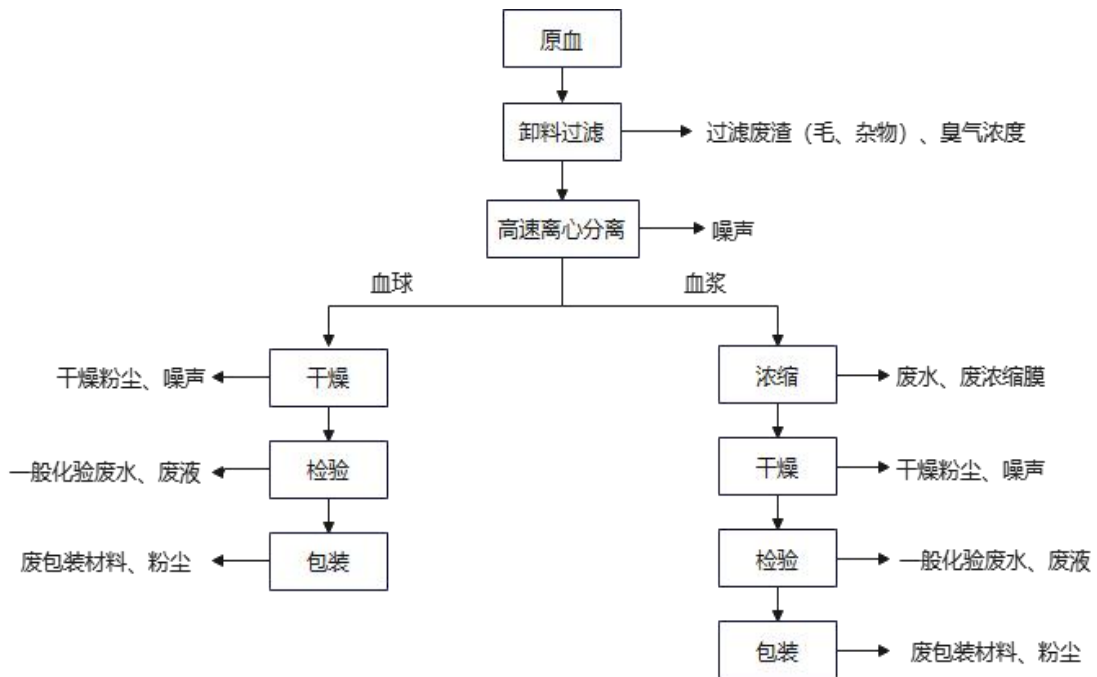 原血
卸料过滤
过滤废渣（毛、杂物）、臭气浓度
高速离心分离
噪声
血球
血浆
干燥粉尘、噪声
干燥
浓缩
废水、废浓缩膜
一般化验废水、废液
检验
干燥
干燥粉尘、噪声
废包装材料、粉尘
包装
检验
一般化验废水、废液
包装
废包装材料、粉尘